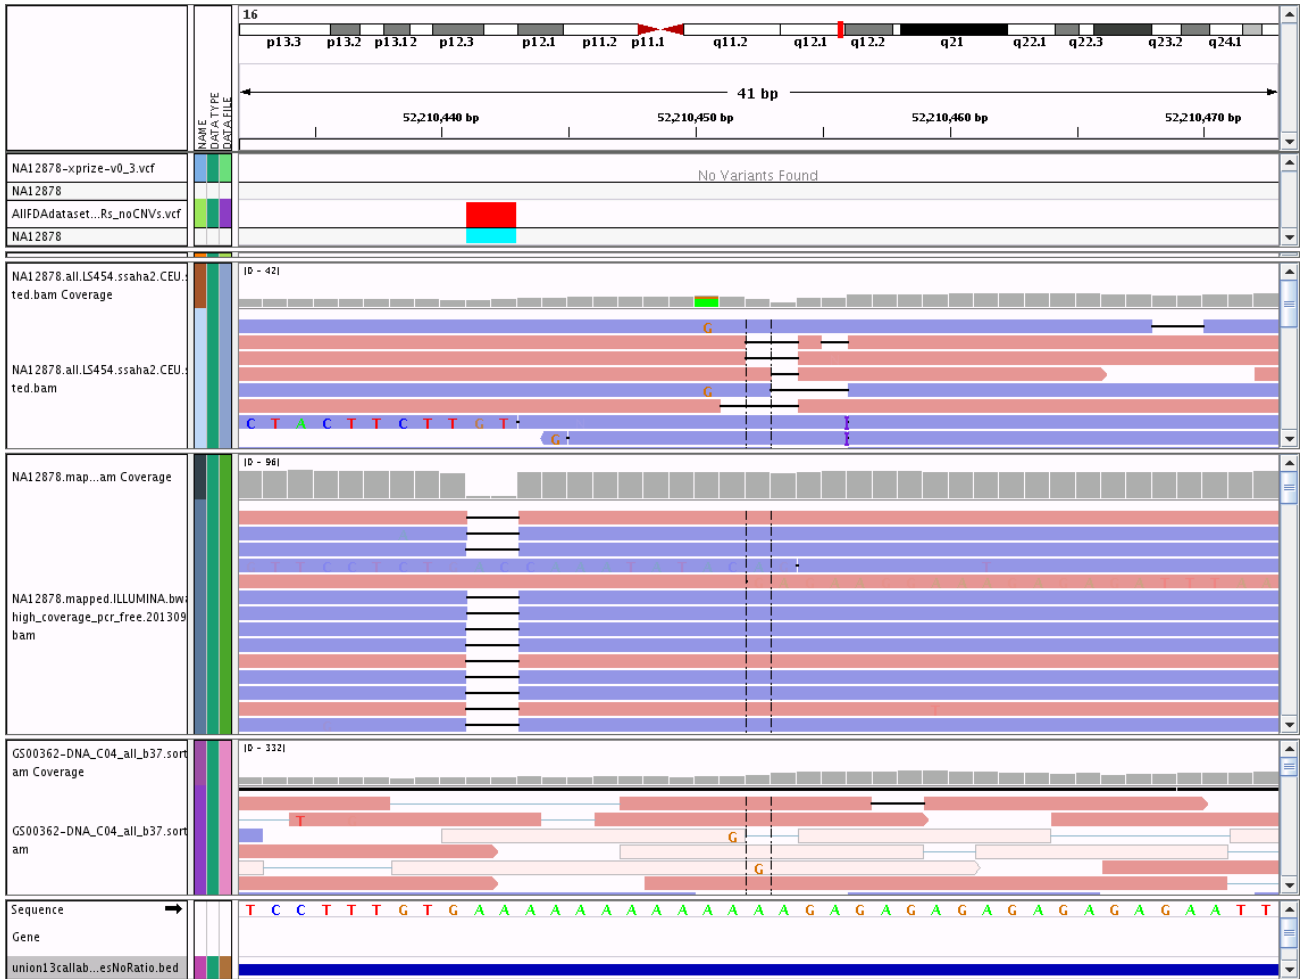 16
p13.3 p13.2 p13.12 p12.3 p12.1 p11.2 p11.1 q11.2 q12.1 q12.2 q21 q22.1 q22.3 q23.2 q24.1
41 bp
52,210,440 bp 52,210,450 bp 52,210,460 bp 52,210,470 bp
NAME
DATA TYPE
DATA FILE
NA12878-xprize-v0_3.vcf
No Variants Found
NA12878
AllFDAdataset...Rs_noCNVs.vcf
NA12878
NA12878.all.LS454.ssaha2.CEU.s
ted.bam Coverage
[0 - 42]
G
NA12878.all.LS454.ssaha2.CEU.s
ted.bam
G
C T A C T T C T T G T
G
NA12878.map...am Coverage
[0 - 96]
NA12878.mapped.ILLUMINA.bwa
high_coverage_pcr_free.201309
bam
T
GS00362-DNA_C04_all_b37.sort
am Coverage
[0 - 332]
T
GS00362-DNA_C04_all_b37.sort
am
G
G
Sequence
T C C T T T G T G A A A A A A A A A A A A A G A G A G A G A G A G A G A A T T
Gene
union13callab...esNoRatio.bed